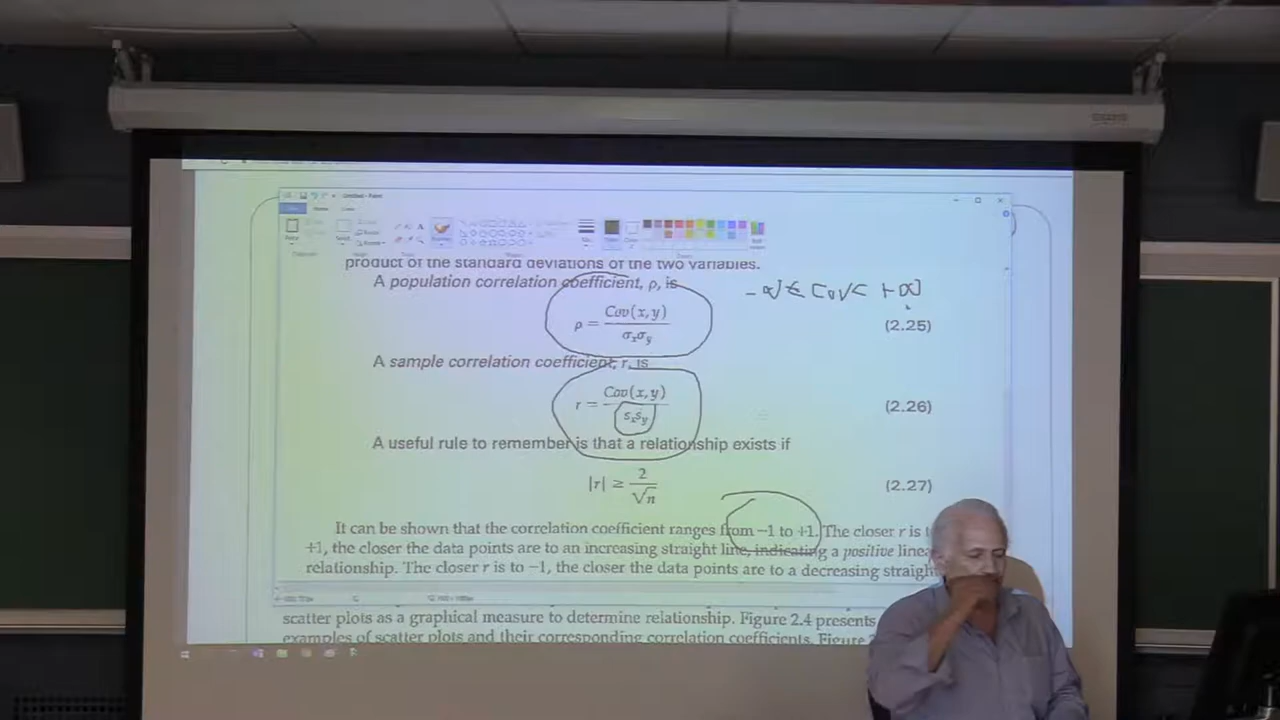 product of the standard deviations of the two variables.
A population correlation coefficient, ρ, is
-∞ ≤ Cov < +∞
ρ = Cov(x, y) / σxσy
(2.25)
A sample correlation coefficient, r, is
r = Cov(x, y) / sxsy
(2.26)
A useful rule to remember is that a relationship exists if
|r| ≥ 2 / √n
(2.27)
It can be shown that the correlation coefficient ranges from −1 to +1. The closer r is
+1, the closer the data points are to an increasing straight line, indicating a positive
relationship. The closer r is to −1, the closer the data points are to a decreasing
scatter plots as a graphical measure to determine relationship. Figure 2.4 presents
examples of scatter plots and their corresponding correlation coefficients.